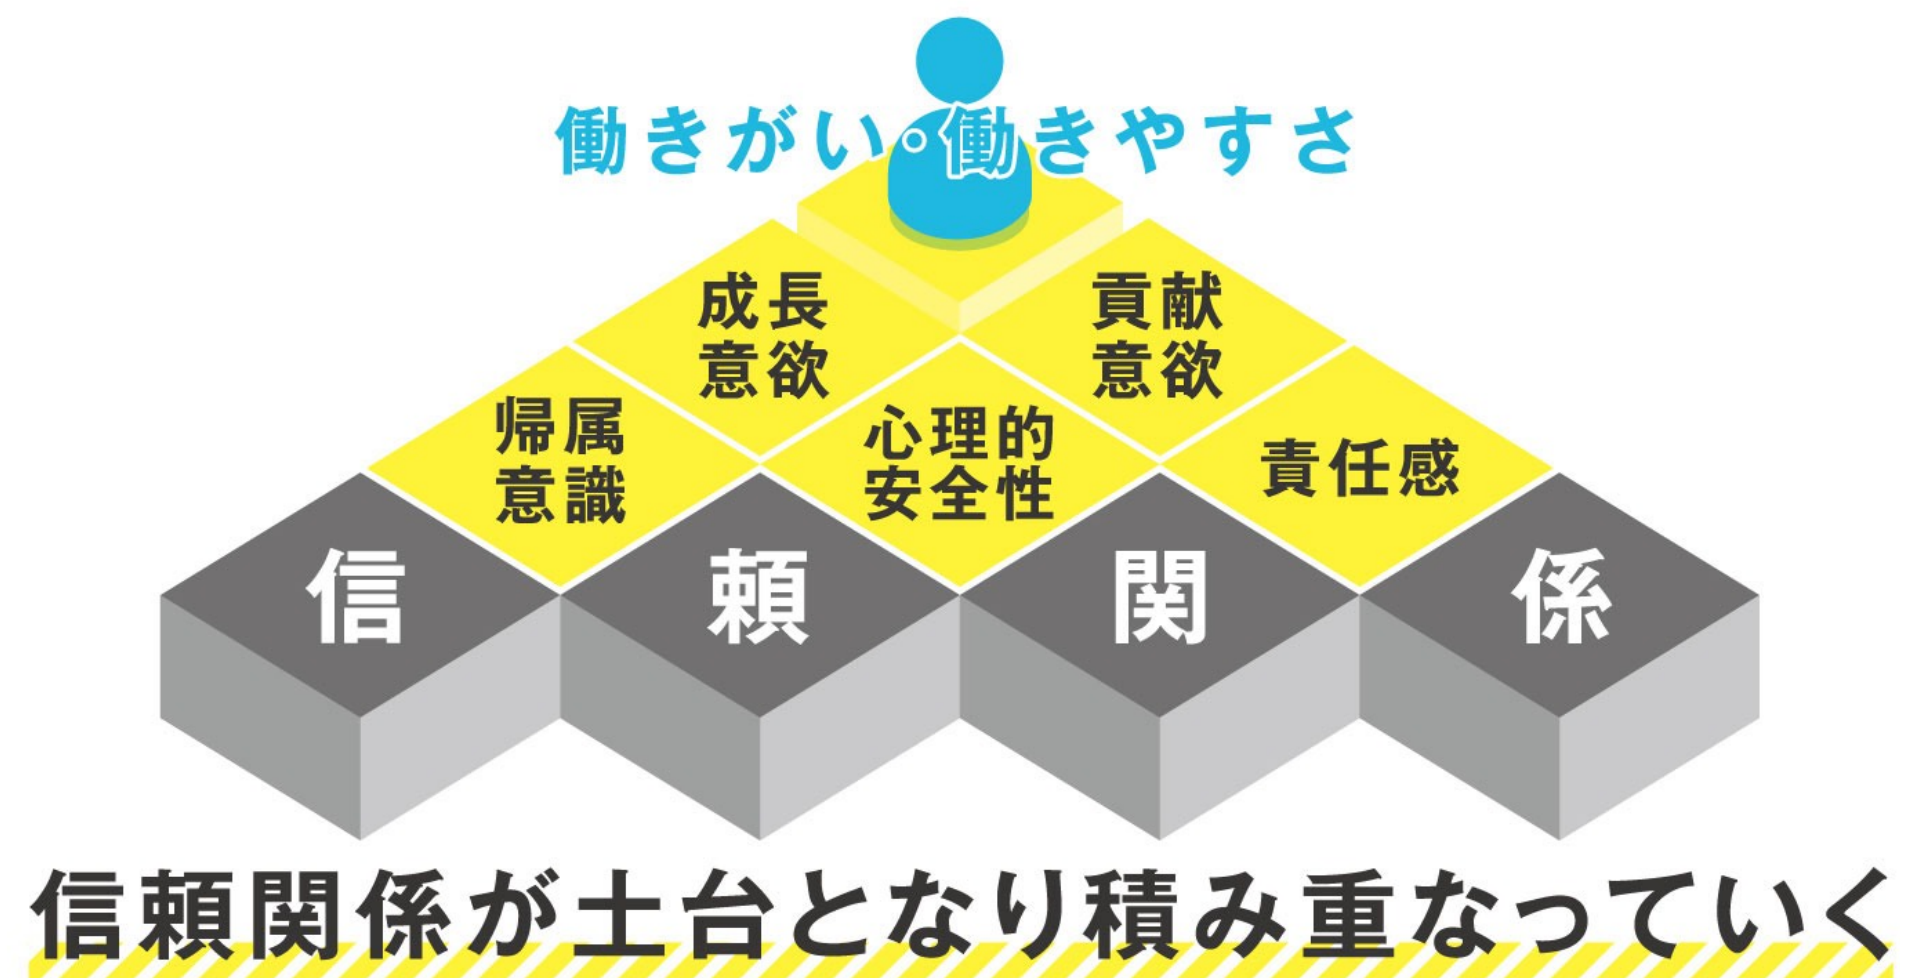 働きがい・働きやすさ
成長
意欲
貢献
意欲
帰属
意識
心理的
安全性
責任感
信頼関係
信頼関係が土台となり積み重なっていく